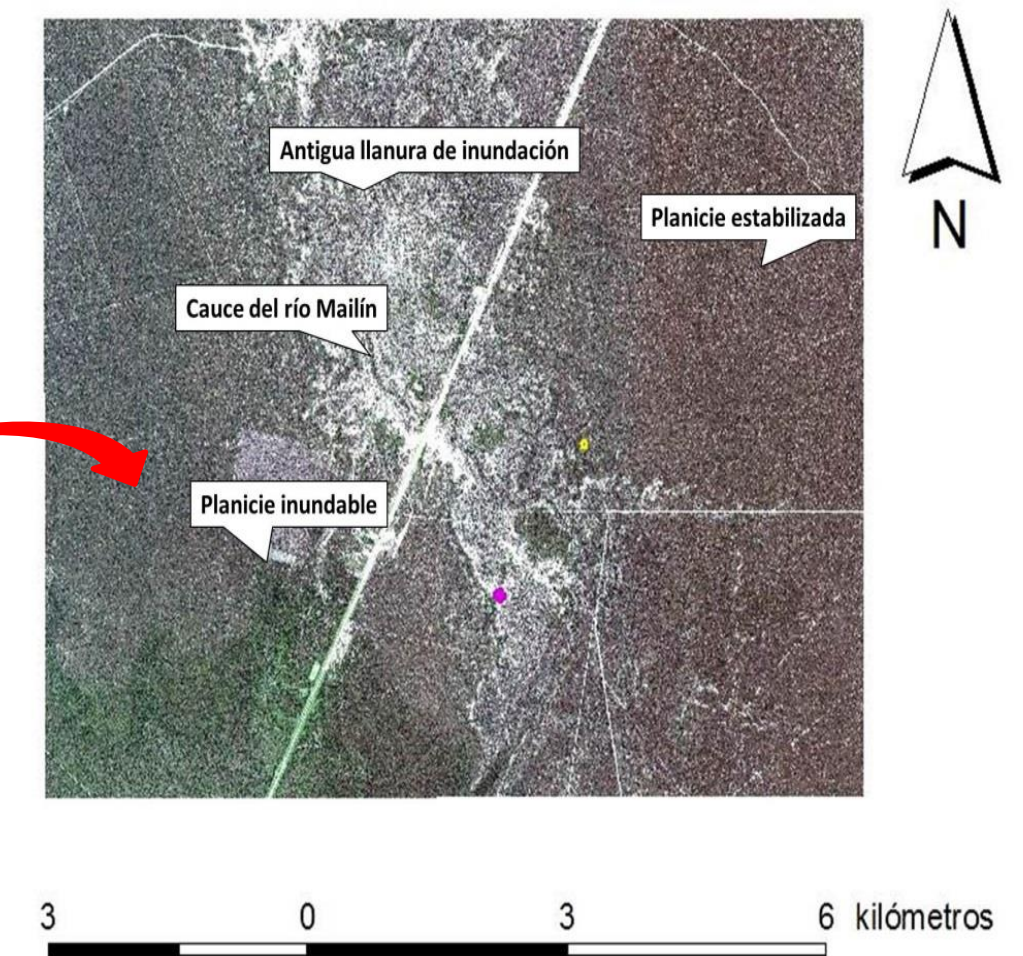 Antigua llanura de inundación
Planicie estabilizada
N
Cauce del río Mailín
Planicie inundable
3 0 3 6 kilómetros